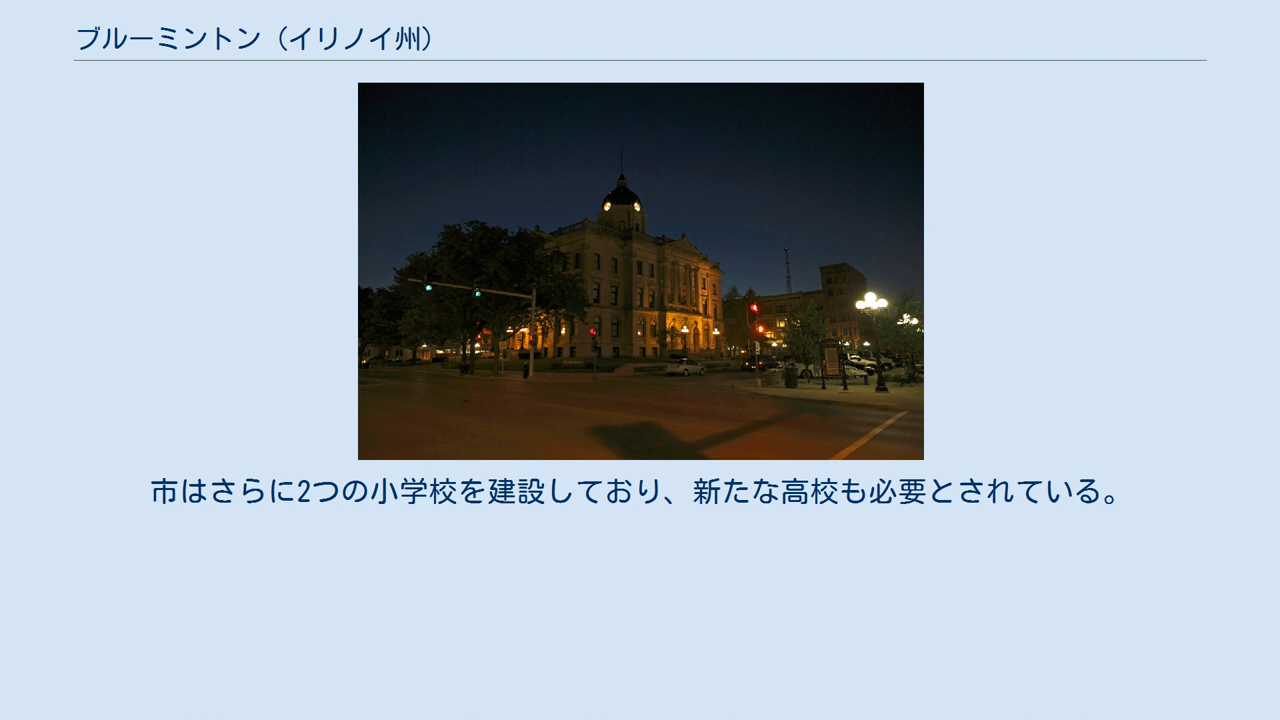 ブルーミントン（イリノイ州）
市はさらに2つの小学校を建設しており、新たな高校も必要とされている。